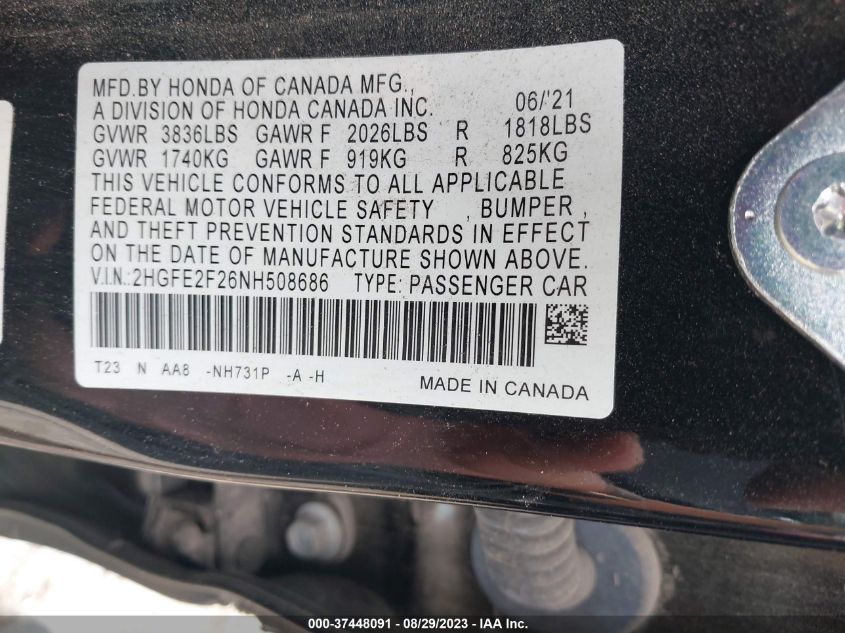 MFD.BY HONDA OF CANADA MFG.,
A DIVISION OF HONDA CANADA INC. 06/'21
GVWR 3836LBS GAWR F 2026LBS R 1818LBS
GVWR 1740KG GAWR F 919KG R 825KG
THIS VEHICLE CONFORMS TO ALL APPLICABLE
FEDERAL MOTOR VEHICLE SAFETY , BUMPER ,
AND THEFT PREVENTION STANDARDS IN EFFECT
ON THE DATE OF MANUFACTURE SHOWN ABOVE.
V.I.N.:2HGFE2F26NH508686 TYPE: PASSENGER CAR
T23 N AA8 -NH731P -A -H
MADE IN CANADA
000-37448091 - 08/29/2023 - IAA Inc.